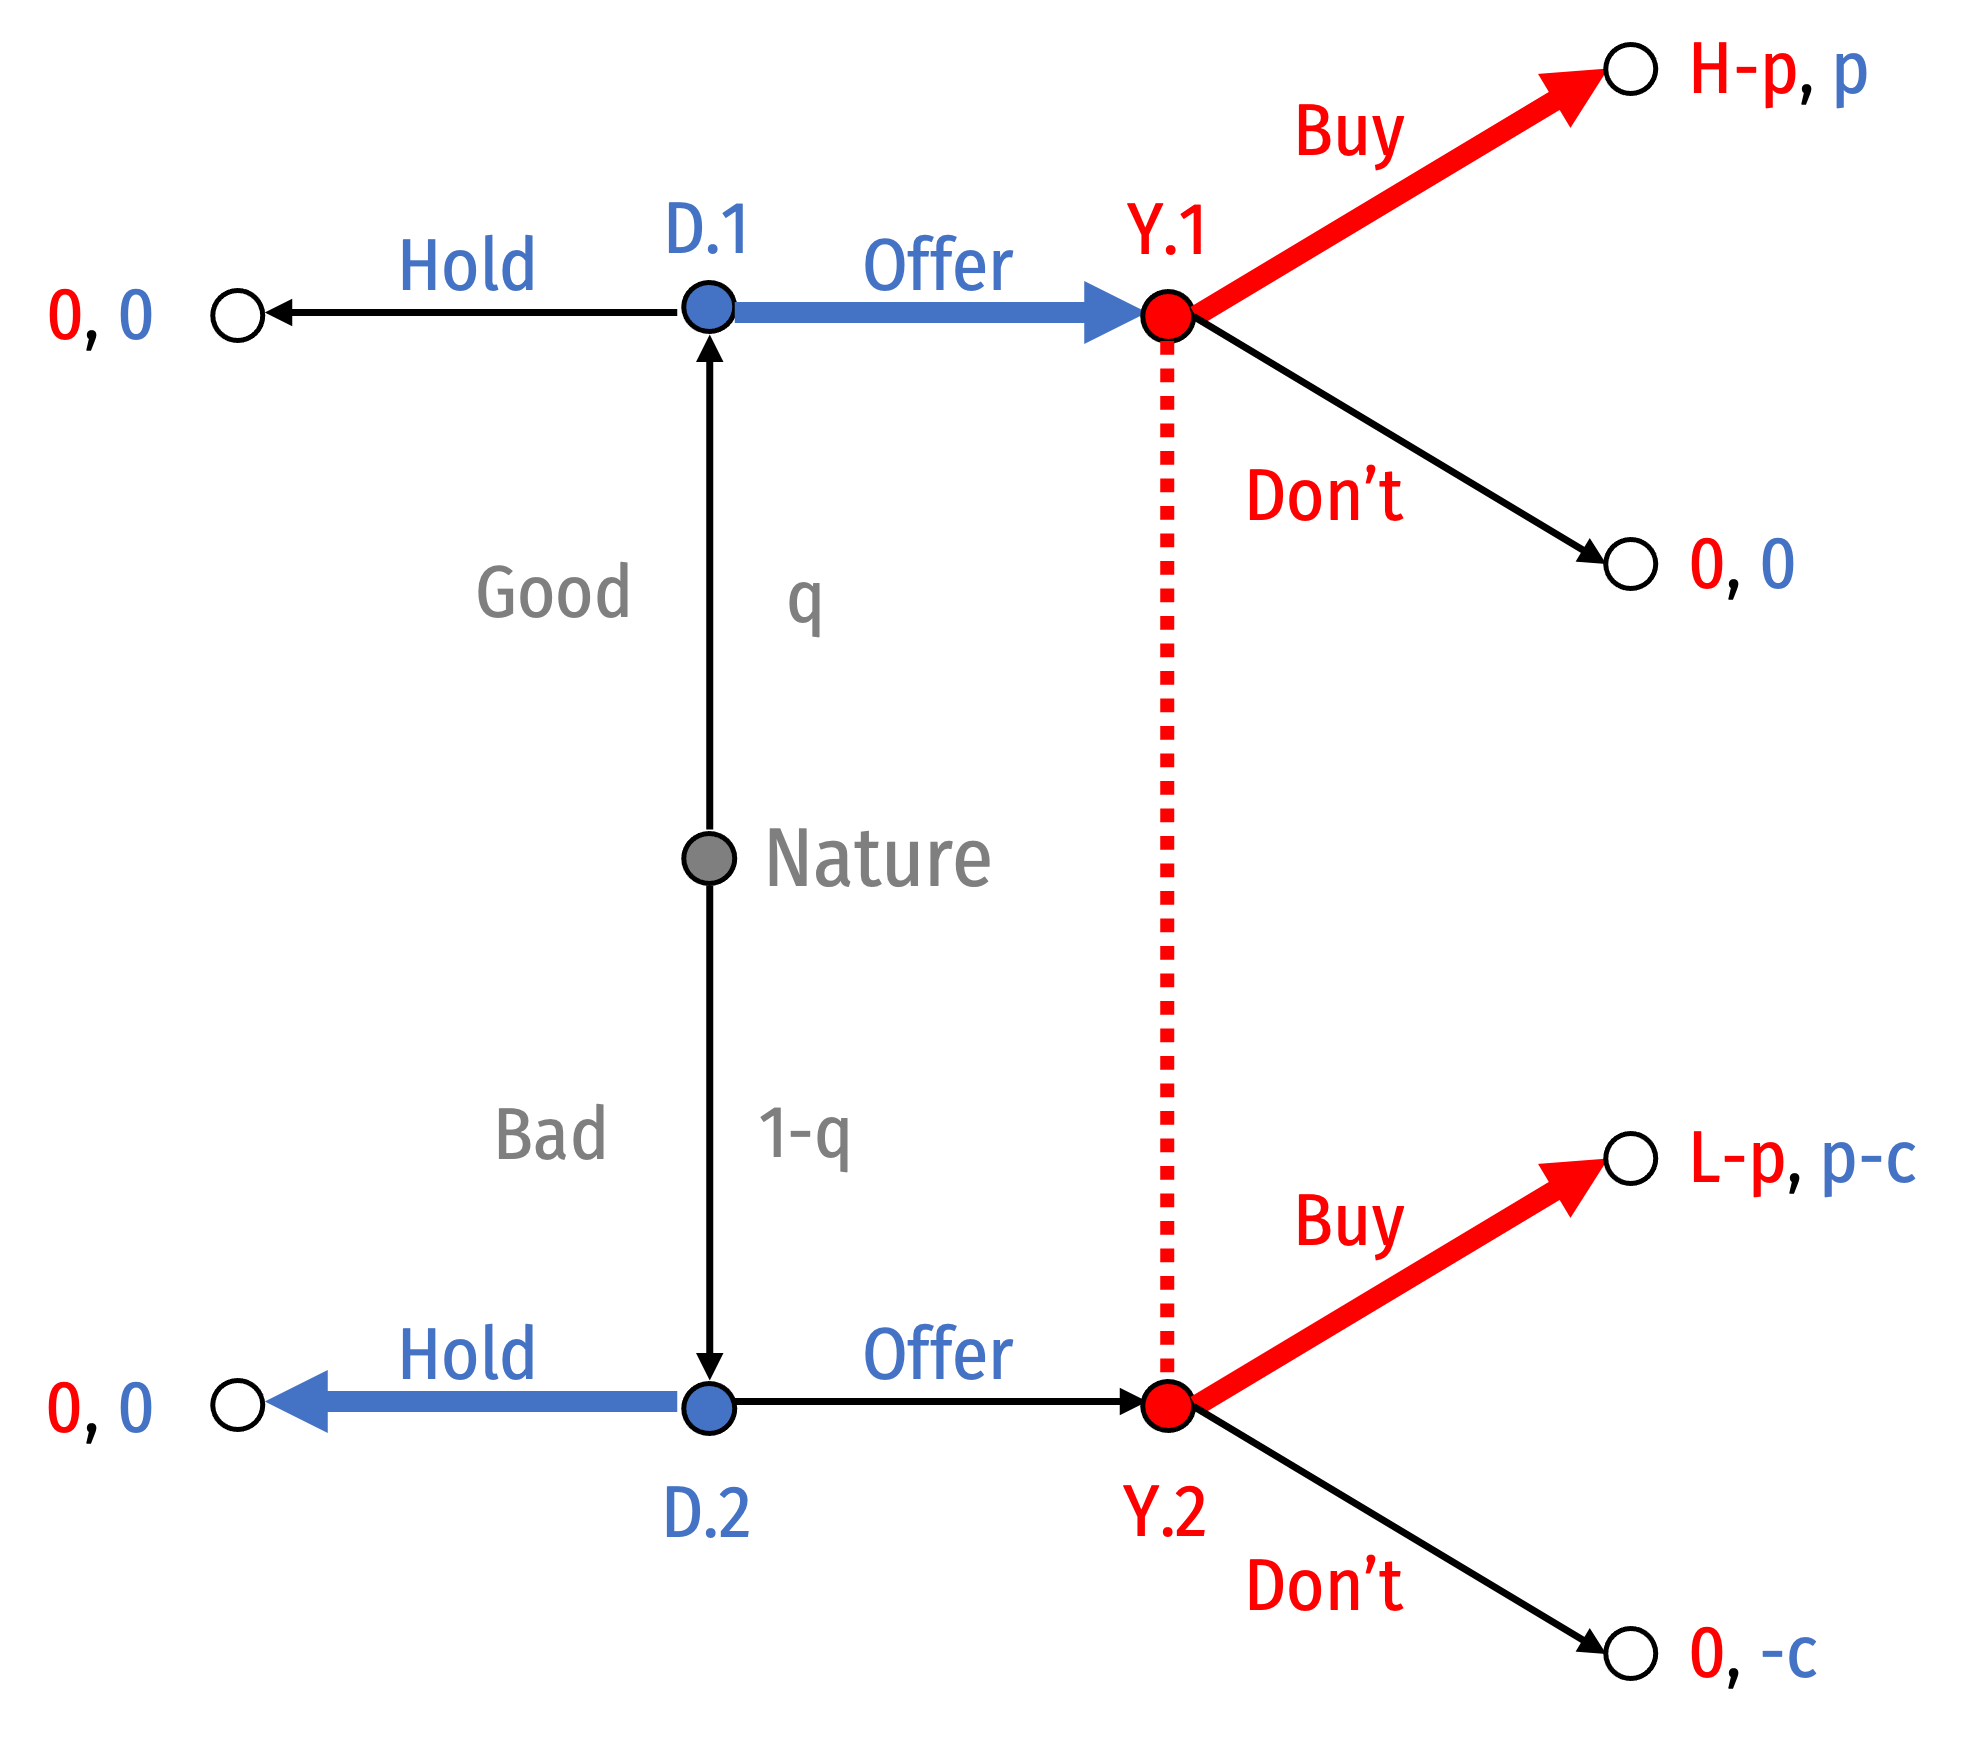 H-p, p
Buy
D.1
Y.1
Hold
Offer
0, 0
Don't
0, 0
Good
q
Nature
Bad
1-q
L-p, p-c
Buy
Hold
Offer
0, 0
D.2
Y.2
Don't
0, -c